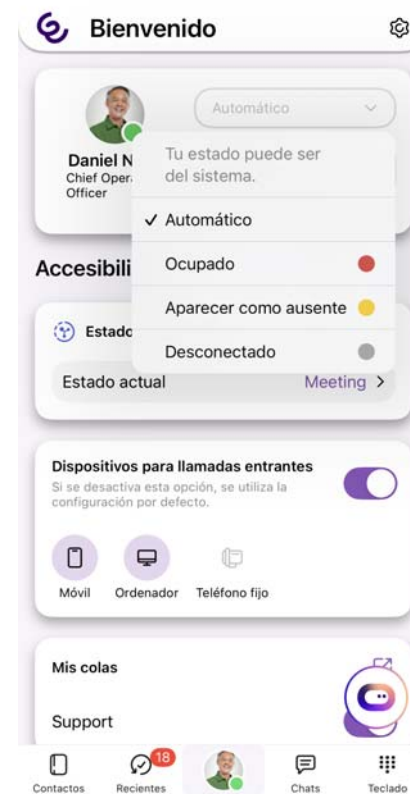 Bienvenido
Automático
Daniel N
Chief Oper
Officer
Tu estado puede ser
del sistema.
✓ Automático
Ocupado
Aparecer como ausente
Desconectado
Accesibili
Estado
Estado actual
Meeting >
Dispositivos para llamadas entrantes
Si se desactiva esta opción, se utiliza la
configuración por defecto.
Móvil
Ordenador
Teléfono fijo
Mis colas
Support
18
Contactos
Recientes
Chats
Teclado